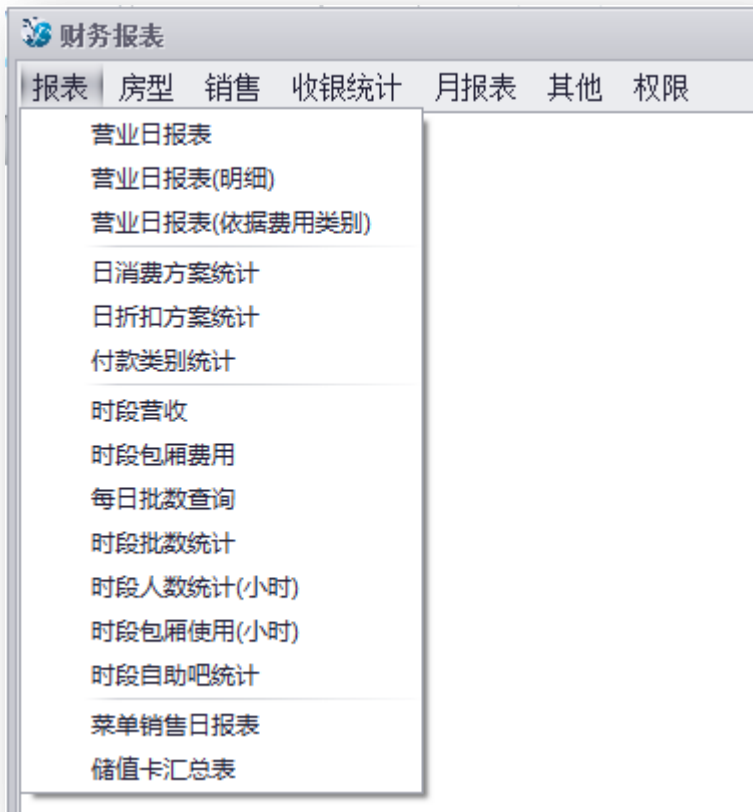 财务报表
报表 房型 销售 收银统计 月报表 其他 权限
营业日报表
营业日报表(明细)
营业日报表(依据费用类别)
日消费方案统计
日折扣方案统计
付款类别统计
时段营收
时段包厢费用
每日批数查询
时段批数统计
时段人数统计(小时)
时段包厢使用(小时)
时段自助吧统计
菜单销售日报表
储值卡汇总表